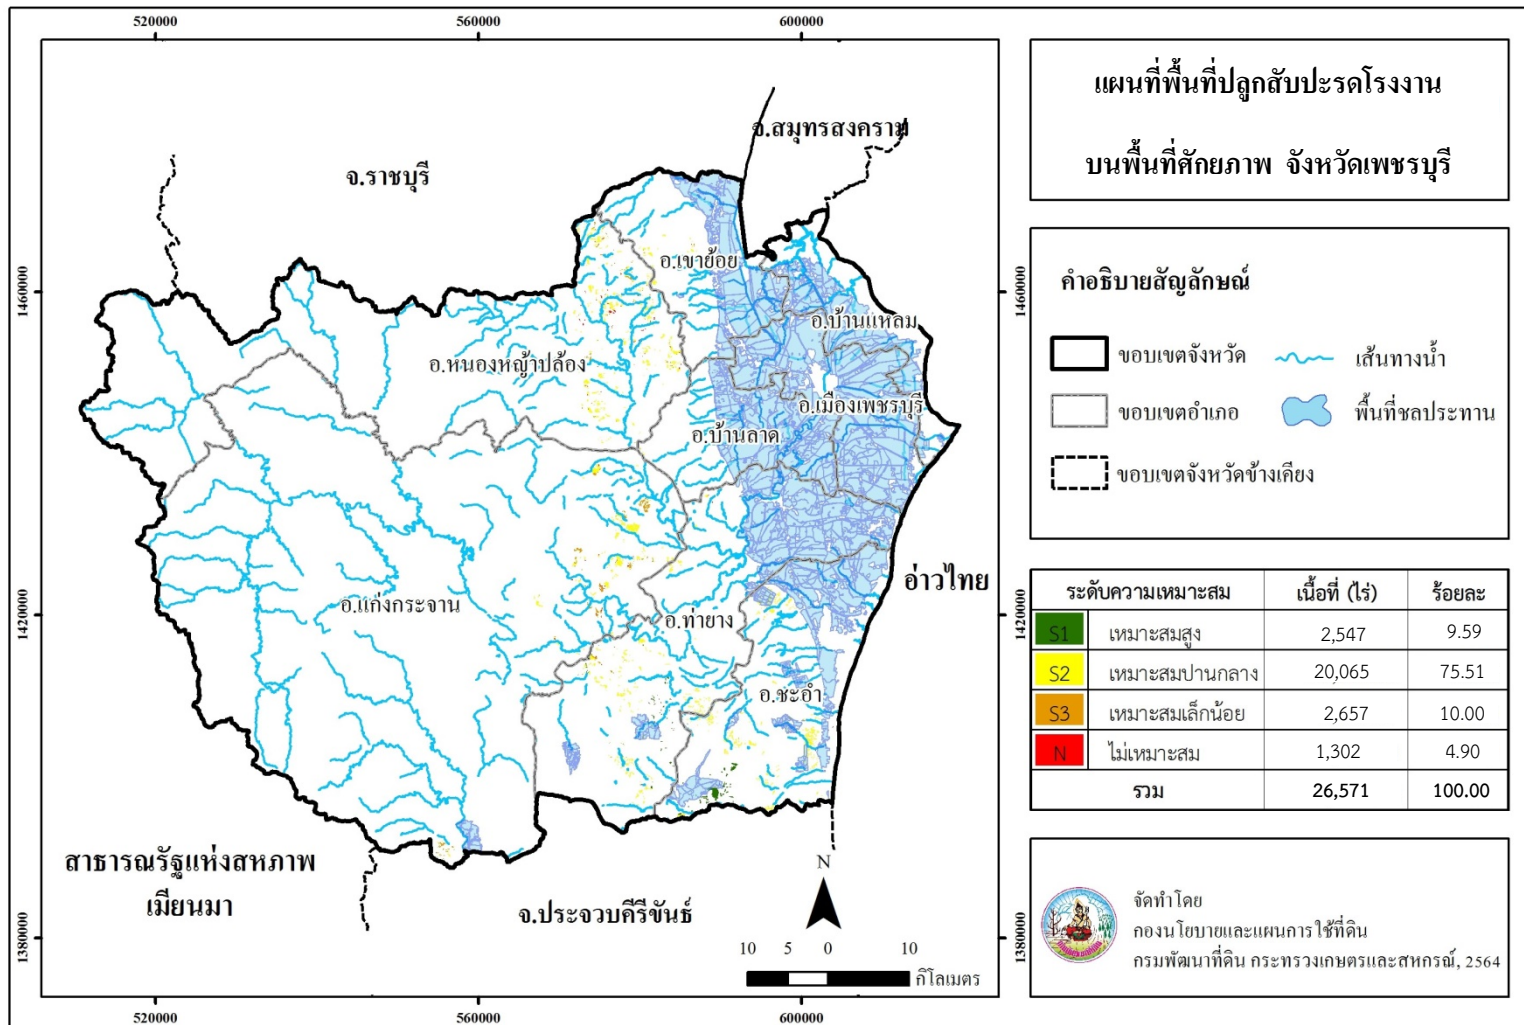 520000
560000
600000
1460000
1420000
1380000
1460000
1420000
1380000
520000
560000
600000
จ.ราชบุรี
จ.สมุทรสงคราม
อ.เขาย้อย
อ.บ้านแหลม
อ.หนองหญ้าปล้อง
อ.เมืองเพชรบุรี
อ.บ้านลาด
อ่าวไทย
อ.แก่งกระจาน
อ.ท่ายาง
อ.ชะอำ
สาธารณรัฐแห่งสหภาพ
เมียนมา
จ.ประจวบคีรีขันธ์
N
10 5 0 10
กิโลเมตร
แผนที่พื้นที่ปลูกสับปะรดโรงงาน
บนพื้นที่ศักยภาพ จังหวัดเพชรบุรี
คำอธิบายสัญลักษณ์
ขอบเขตจังหวัด เส้นทางน้ำ
ขอบเขตอำเภอ พื้นที่ชลประทาน
ขอบเขตจังหวัดข้างเคียง
ระดับความเหมาะสม เนื้อที่ (ไร่) ร้อยละ
S1 เหมาะสมสูง 2,547 9.59
S2 เหมาะสมปานกลาง 20,065 75.51
S3 เหมาะสมเล็กน้อย 2,657 10.00
N ไม่เหมาะสม 1,302 4.90
รวม 26,571 100.00
จัดทำโดย
กองนโยบายและแผนการใช้ที่ดิน
กรมพัฒนาที่ดิน กระทรวงเกษตรและสหกรณ์, 2564